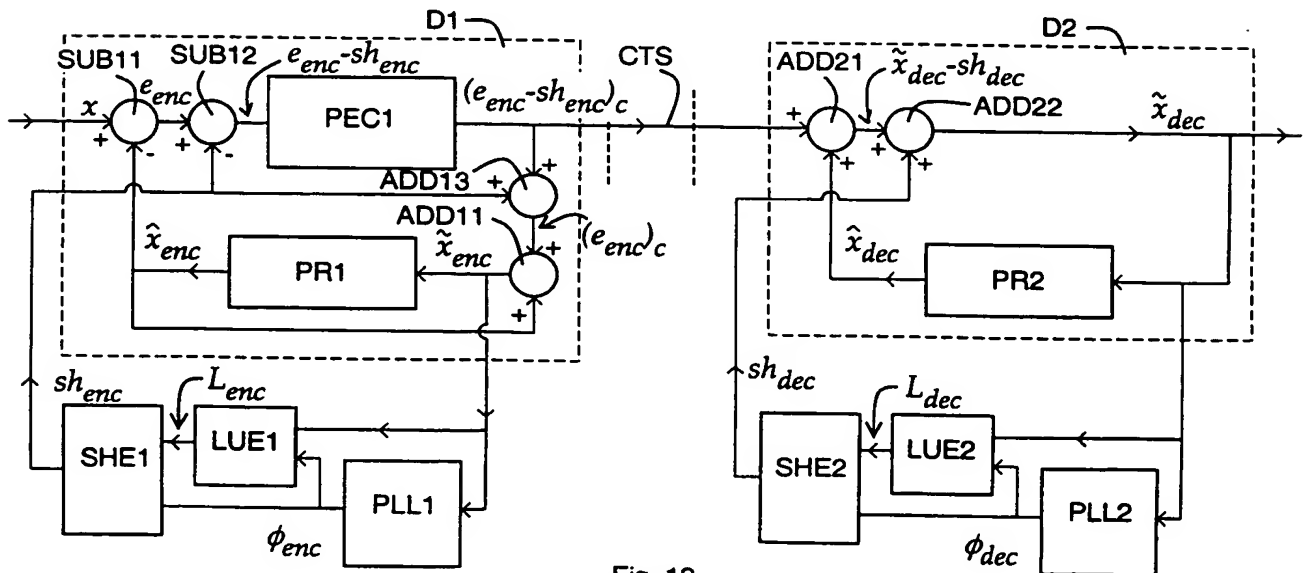 D1
SUB11
SUB12
e_enc
e_enc-sh_enc
x
+
-
+
-
PEC1
(e_enc-sh_enc)_c
CTS
ADD13
+
+
ADD11
(e_enc)_c
+
+
x̂_enc
PR1
x̃_enc
sh_enc
L_enc
SHE1
LUE1
PLL1
ϕ_enc
D2
ADD21
x̃_dec-sh_dec
ADD22
x̃_dec
+
+
+
+
x̂_dec
PR2
sh_dec
L_dec
SHE2
LUE2
PLL2
ϕ_dec